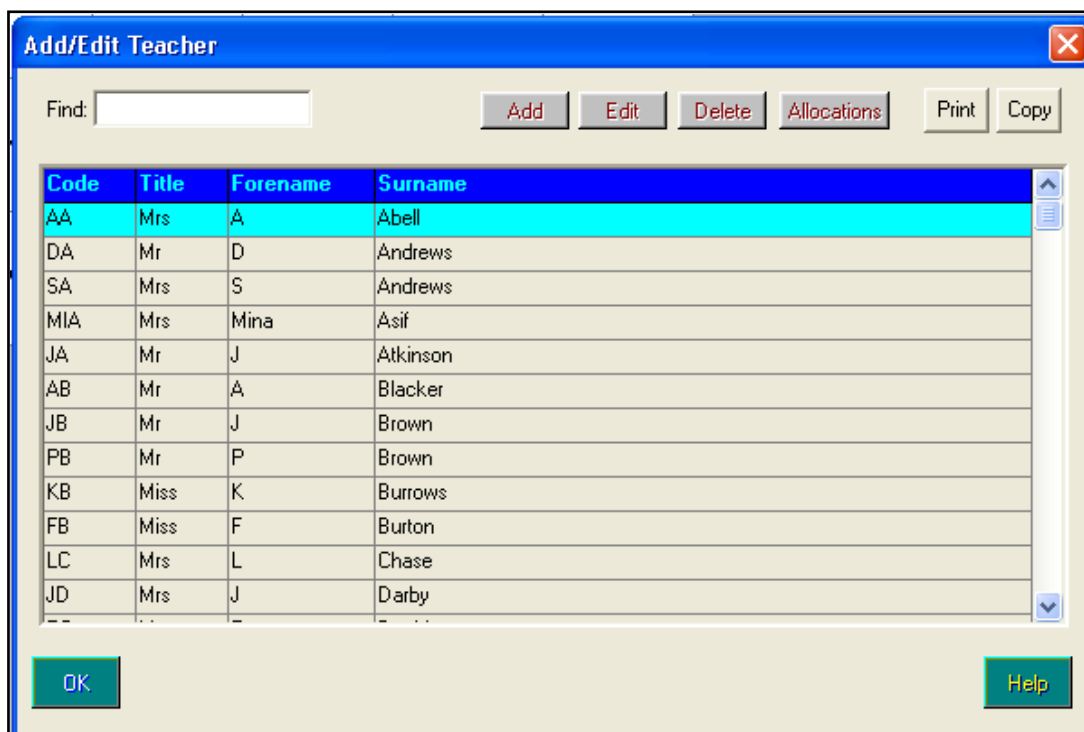 Add/Edit Teacher
Find: Add Edit Delete Allocations Print Copy
Code Title Forename Surname
AA Mrs A Abell
DA Mr D Andrews
SA Mrs S Andrews
MIA Mrs Mina Asif
JA Mr J Atkinson
AB Mr A Blacker
JB Mr J Brown
PB Mr P Brown
KB Miss K Burrows
FB Miss F Burton
LC Mrs L Chase
JD Mrs J Darby
OK Help